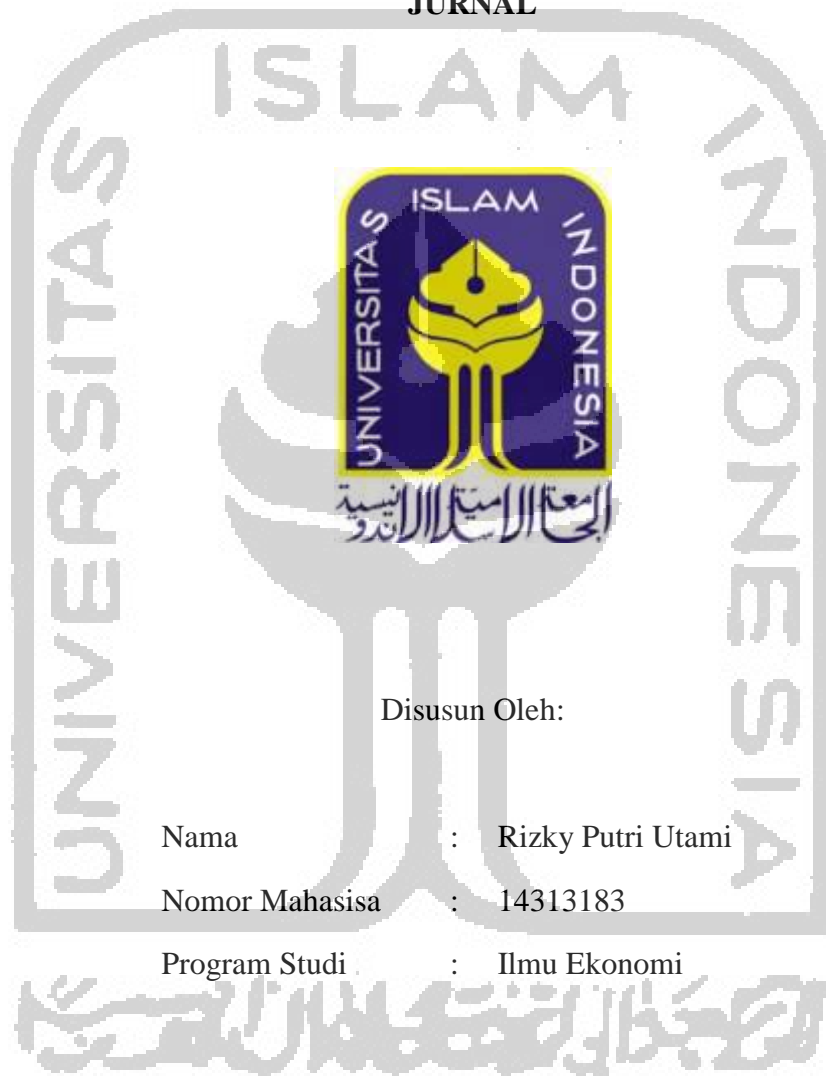 JURNAL
UNIVERSITAS ISLAM INDONESIA
Disusun Oleh:
Nama : Rizky Putri Utami
Nomor Mahasisa : 14313183
Program Studi : Ilmu Ekonomi
UNIVERSITAS ISLAM INDONESIA